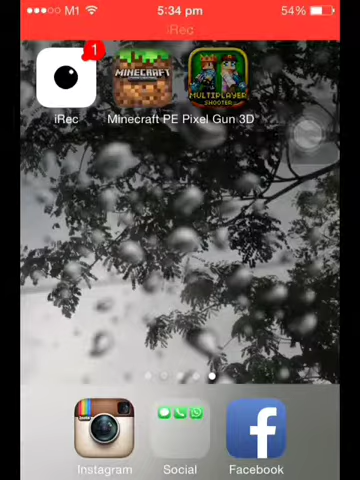 M1 5:34 pm 54%
iRec
1
MINECRAFT
MULTIPLAYER
SHOOTER
iRec Minecraft PE Pixel Gun 3D
Instagram Social Facebook